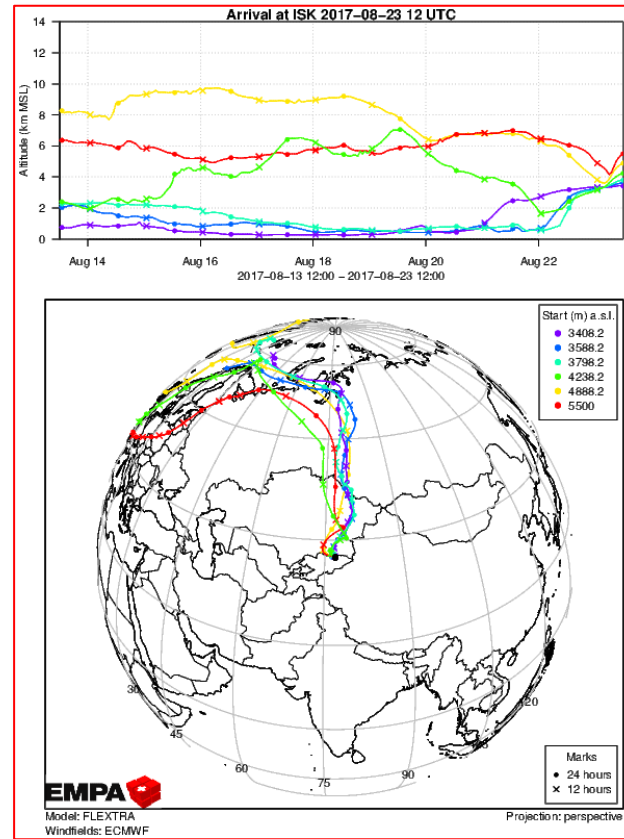 Arrival at ISK 2017−08−23 12 UTC
14
12
10
8
6
4
2
0
Altitude (km MSL)
Aug 14 Aug 16 Aug 18 Aug 20 Aug 22
2017−08−13 12:00 − 2017−08−23 12:00
Start (m) a.s.l.
3408.2
3588.2
3798.2
4238.2
4888.2
5500
90
30
45
60
75
90
120
Marks
24 hours
12 hours
EMPA
Model: FLEXTRA
Windfields: ECMWF
Projection: perspective